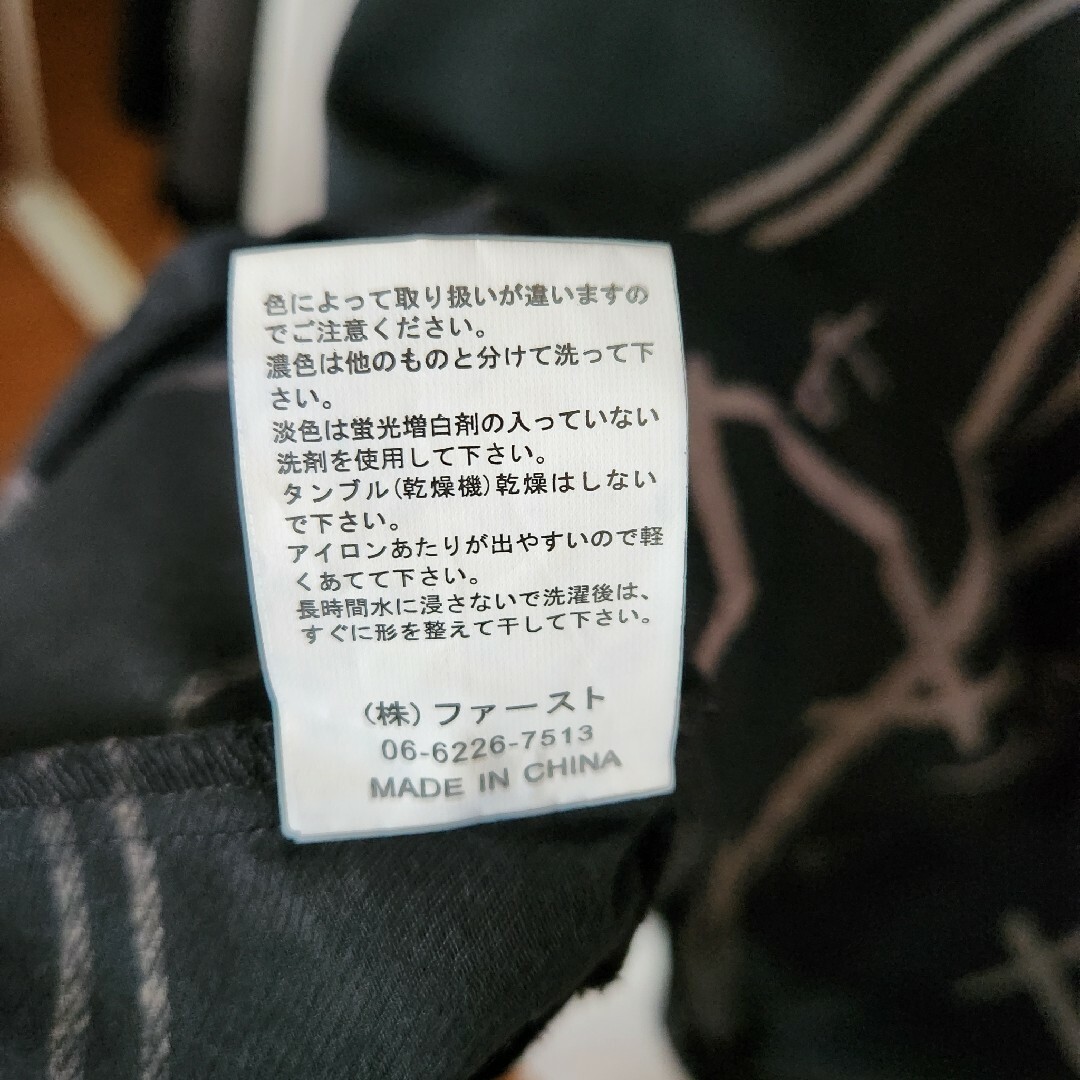 色によって取り扱いが違いますの
でご注意ください。
濃色は他のものと分けて洗って下
さい。
淡色は蛍光増白剤の入っていない
洗剤を使用して下さい。
タンブル(乾燥機)乾燥はしない
で下さい。
アイロンあたりが出やすいので軽
くあてて下さい。
長時間水に浸さないで洗濯後は、
すぐに形を整えて干して下さい。
(株)ファースト
06-6226-7513
MADE IN CHINA